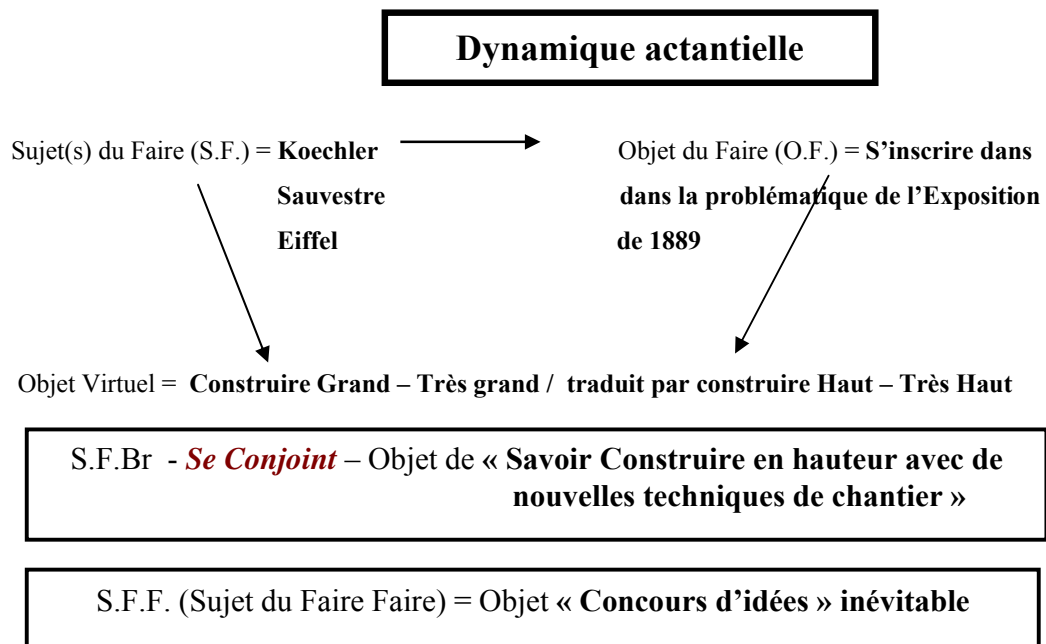 Dynamique actantielle
Sujet(s) du Faire (S.F.) = Koechler
Sauvestre
Eiffel
Objet du Faire (O.F.) = S’inscrire dans
dans la problématique de l’Exposition
de 1889
Objet Virtuel = Construire Grand – Très grand / traduit par construire Haut – Très Haut
S.F.Br - Se Conjoint – Objet de « Savoir Construire en hauteur avec de
nouvelles techniques de chantier »
S.F.F. (Sujet du Faire Faire) = Objet « Concours d'idées » inévitable